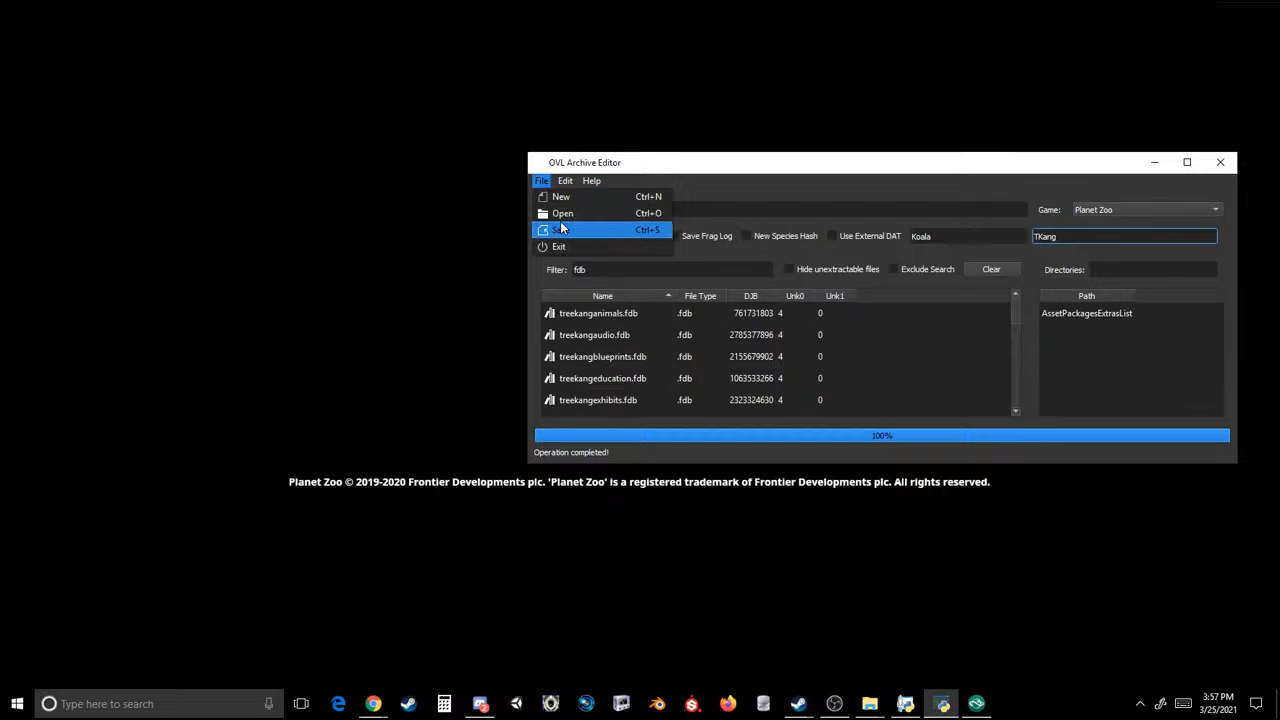 OVL Archive Editor
File Edit Help
New Ctrl+N
Open Ctrl+O
Ctrl+S
Exit
Game: Planet Zoo
Save Frag Log New Species Hash Use External DAT Koala TKang
Filter: fdb Hide unextractable files Exclude Search Clear Directories:
Name File Type DJB Unk0 Unk1 Path
treekanganimals.fdb .fdb 761731803 4 0 AssetPackagesExtrasList
treekangaudio.fdb .fdb 2785377896 4 0
treekangblueprints.fdb .fdb 2155679902 4 0
treekangeducation.fdb .fdb 1063533266 4 0
treekangexhibits.fdb .fdb 2323324630 4 0
100%
Operation completed!
Planet Zoo © 2019-2020 Frontier Developments plc. 'Planet Zoo' is a registered trademark of Frontier Developments plc. All rights reserved.
Type here to search
3:57 PM
3/25/2021